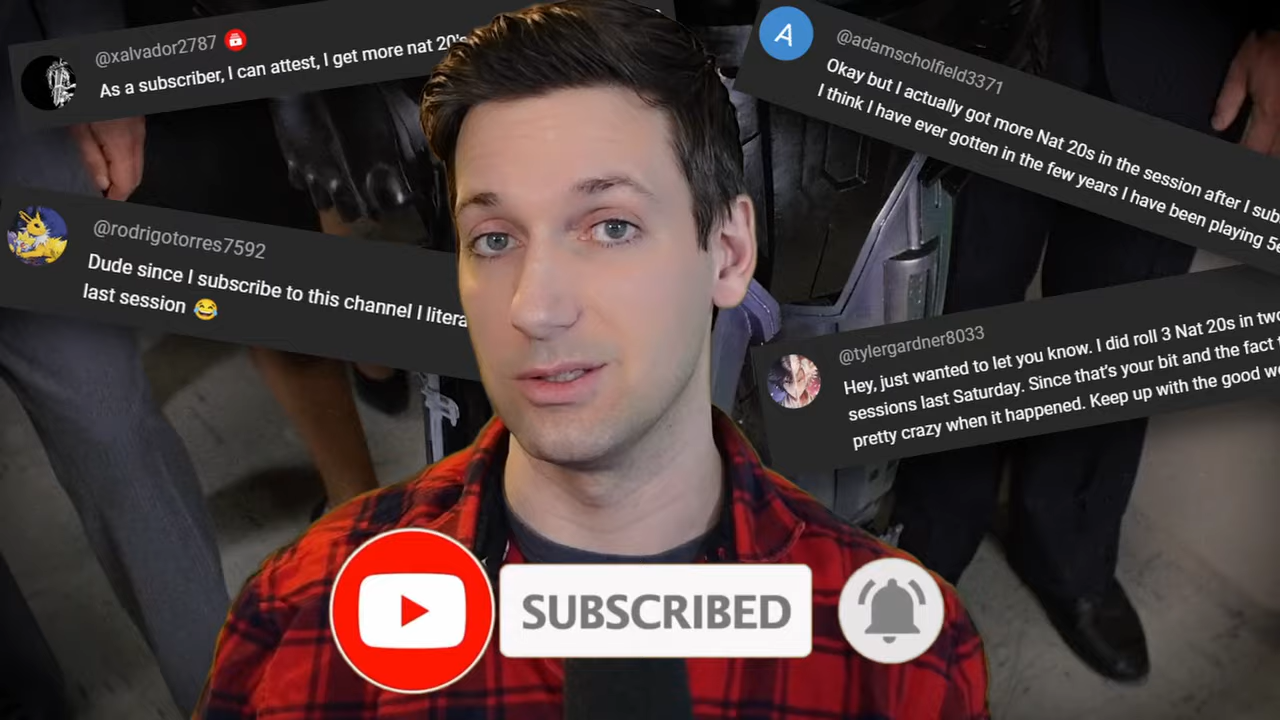 @xalvador2787
As a subscriber, I can attest, I get more nat 20's
@rodrigotorres7592
Dude since I subscribe to this channel I
last session 😂
A
@adamscholfield3371
Okay but I actually got more Nat 20s in the session after I
I think I have ever gotten in the few years I have been playing
@tylergardner8033
Hey, just wanted to let you know. I did roll 3 Nat 20s in two
sessions last Saturday. Since that's your bit and the fact
pretty crazy when it happened. Keep up with the good
SUBSCRIBED